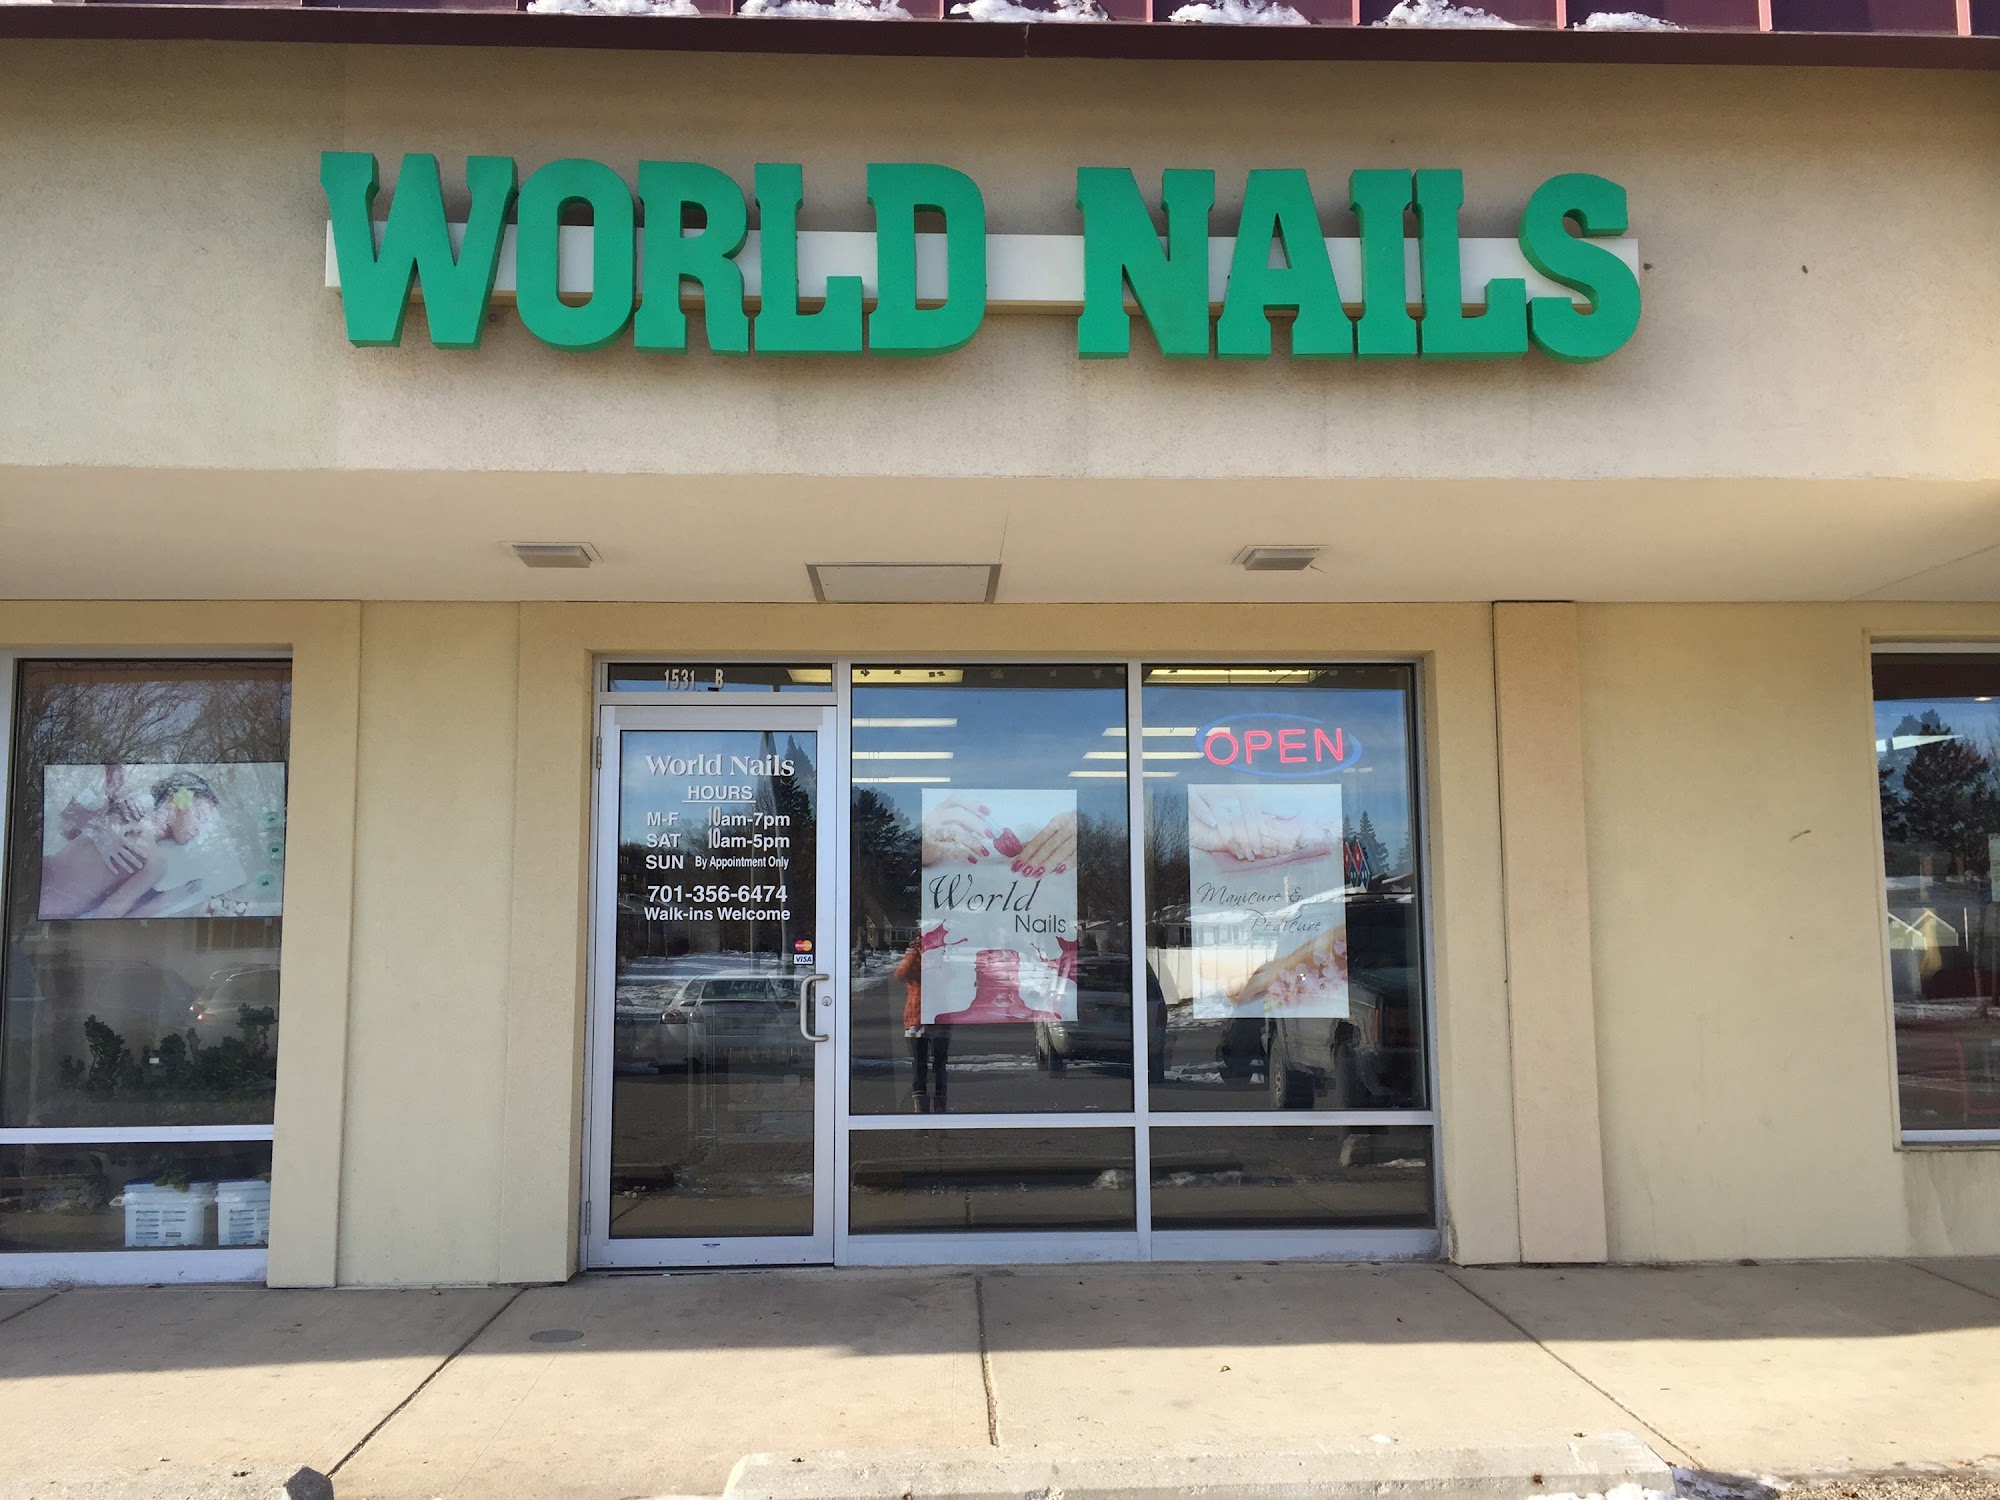 WORLD NAILS
1531 B
World Nails
HOURS
M-F 10am-7pm
SAT 10am-5pm
SUN By Appointment Only
701-356-6474
Walk-ins Welcome
MasterCard
VISA
World
Nails
OPEN
Manicure &
Pedicure